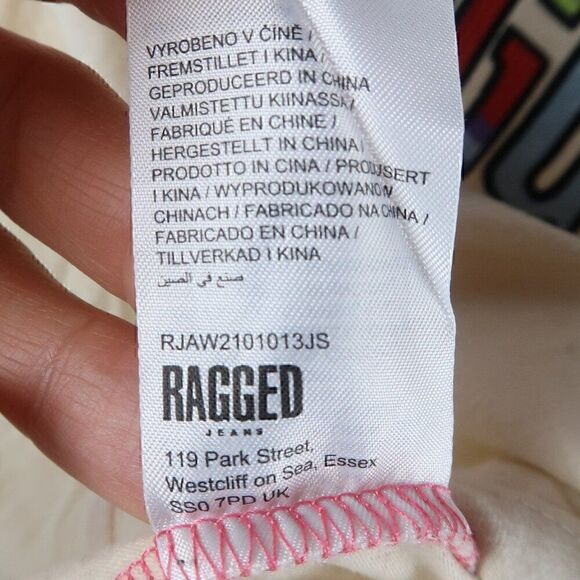 VYROBENO V ČÍNĚ /
FREMSTILLET I KINA /
GEPRODUCEERD IN CHINA
VALMISTETTU KIINASSA /
FABRIQUÉ EN CHINE /
HERGESTELLT IN CHINA /
PRODOTTO IN CINA / PRODUSERT
I KINA / WYPRODUKOWANO W
CHINACH / FABRICADO NA CHINA /
FABRICADO EN CHINA /
TILLVERKAD I KINA
صنع في الصين
RJAW2101013JS
RAGGED
JEANS
119 Park Street,
Westcliff on Sea, Essex
SS0 7PD UK